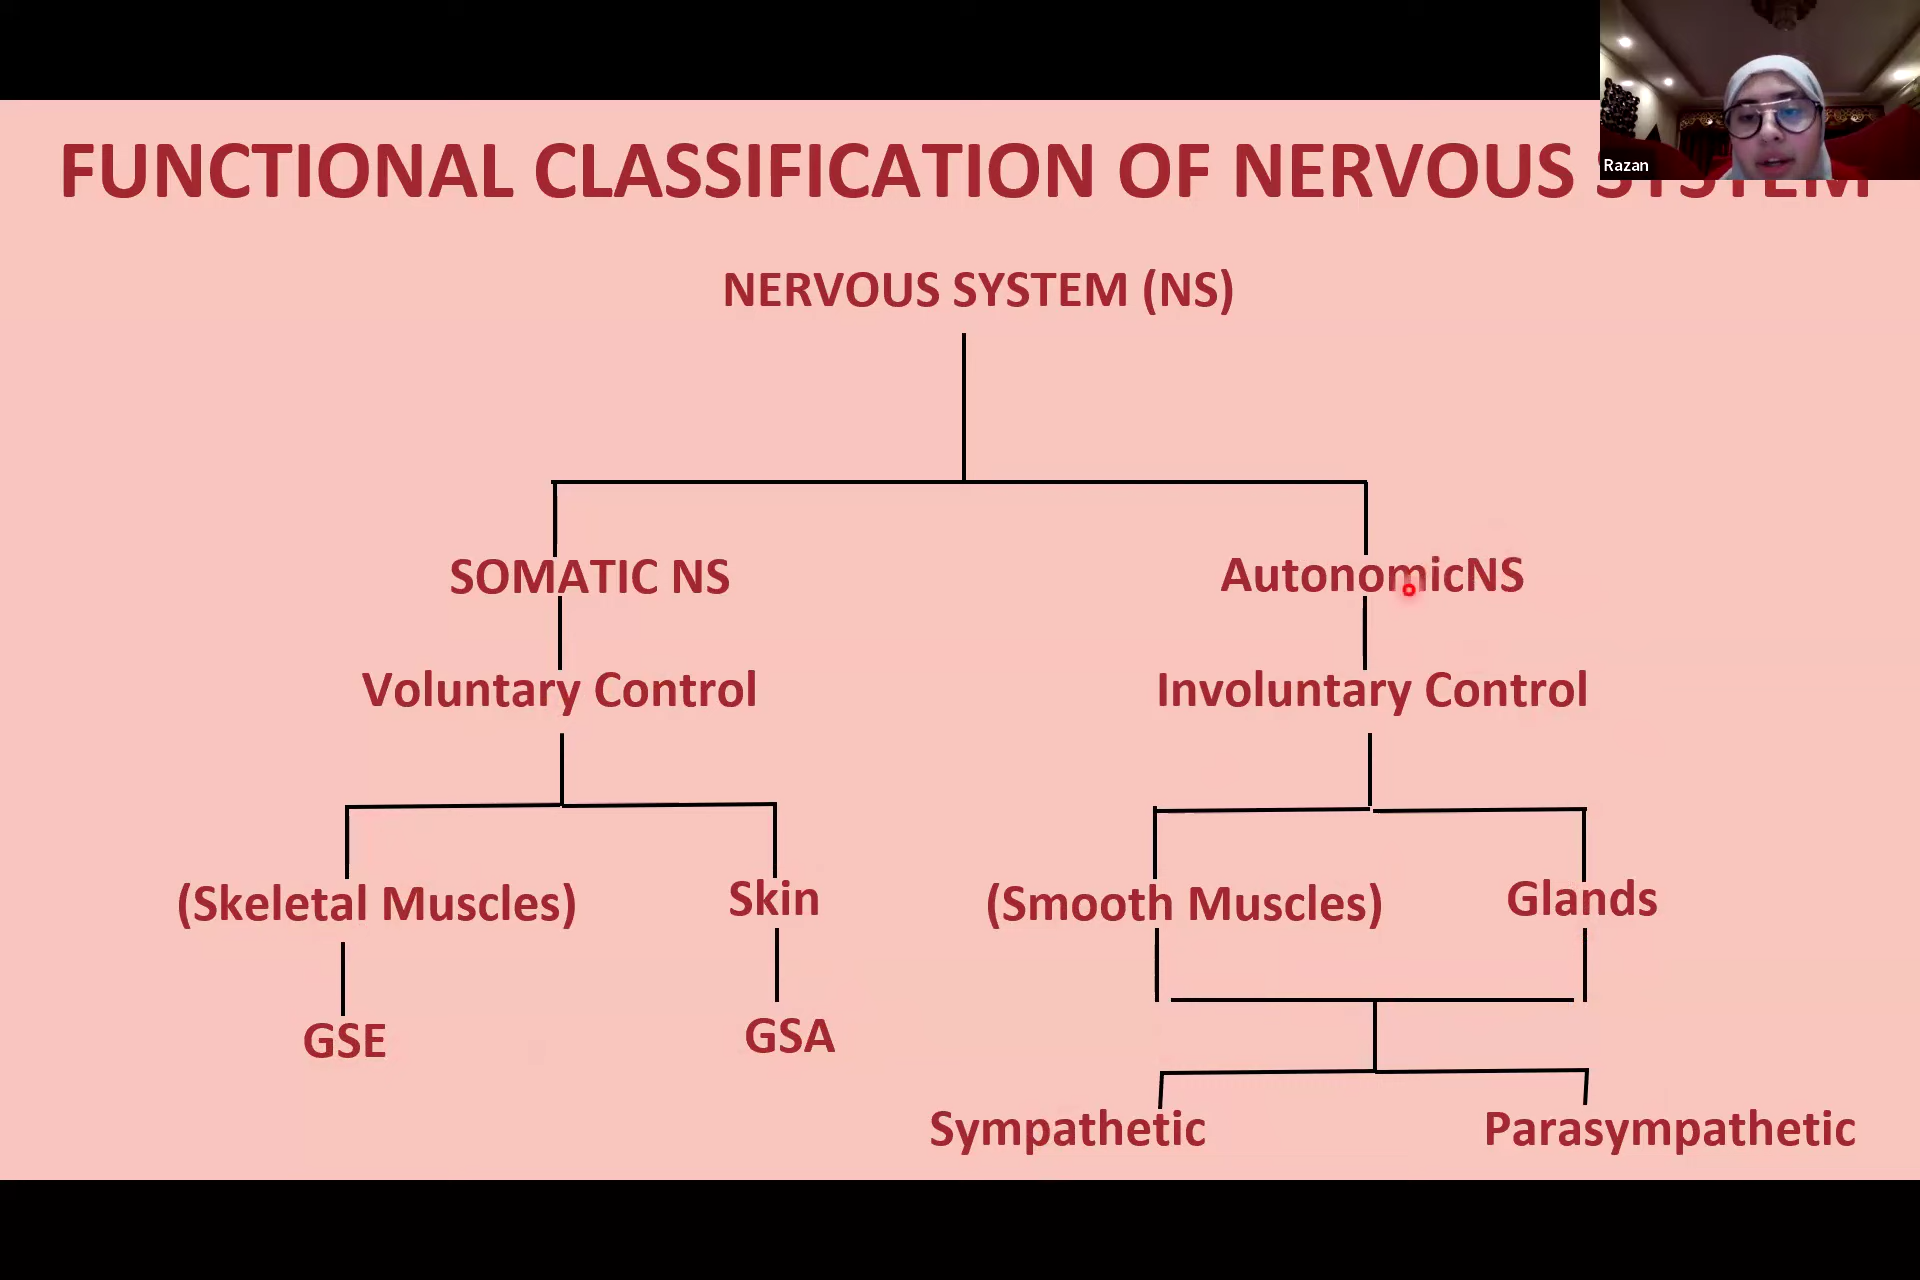 Razan
FUNCTIONAL CLASSIFICATION OF NERVOUS SYSTEM
NERVOUS SYSTEM (NS)
SOMATIC NS
AutonomicNS
Voluntary Control
Involuntary Control
(Skeletal Muscles)
Skin
(Smooth Muscles)
Glands
GSE
GSA
Sympathetic
Parasympathetic